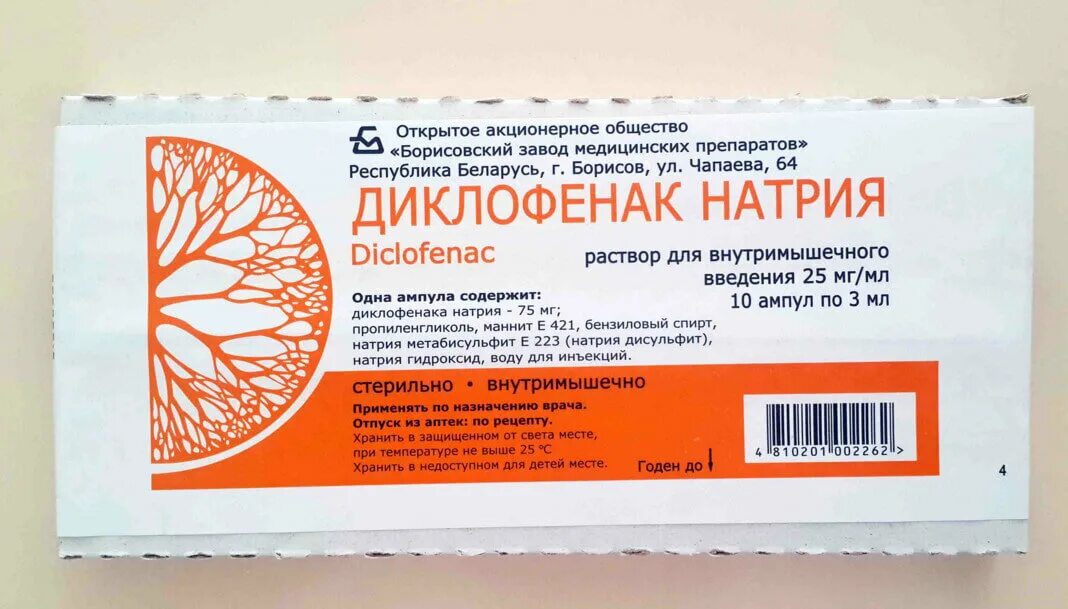 Открытое акционерное общество
«Борисовский завод медицинских препаратов»
Республика Беларусь, г. Борисов, ул. Чапаева, 64
ДИКЛОФЕНАК НАТРИЯ
Diclofenac
раствор для внутримышечного
введения 25 мг/мл
10 ампул по 3 мл
Одна ампула содержит:
диклофенака натрия - 75 мг;
пропиленгликоль, маннит Е 421, бензиловый спирт,
натрия метабисульфит Е 223 (натрия дисульфит),
натрия гидроксид, воду для инъекций.
стерильно • внутримышечно
Применять по назначению врача.
Отпуск из аптек: по рецепту.
Хранить в защищенном от света месте,
при температуре не выше 25 °С
Хранить в недоступном для детей месте.
Годен до
4 810201 002262 >
4